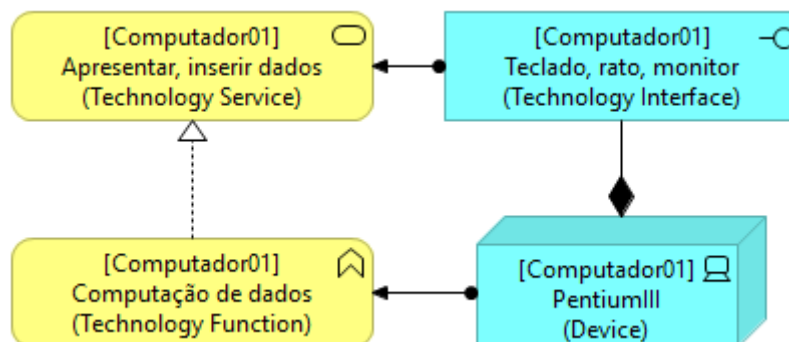 [Computador01]
Apresentar, inserir dados
(Technology Service)
[Computador01]
Teclado, rato, monitor
(Technology Interface)
[Computador01]
Computação de dados
(Technology Function)
[Computador01]
PentiumIII
(Device)